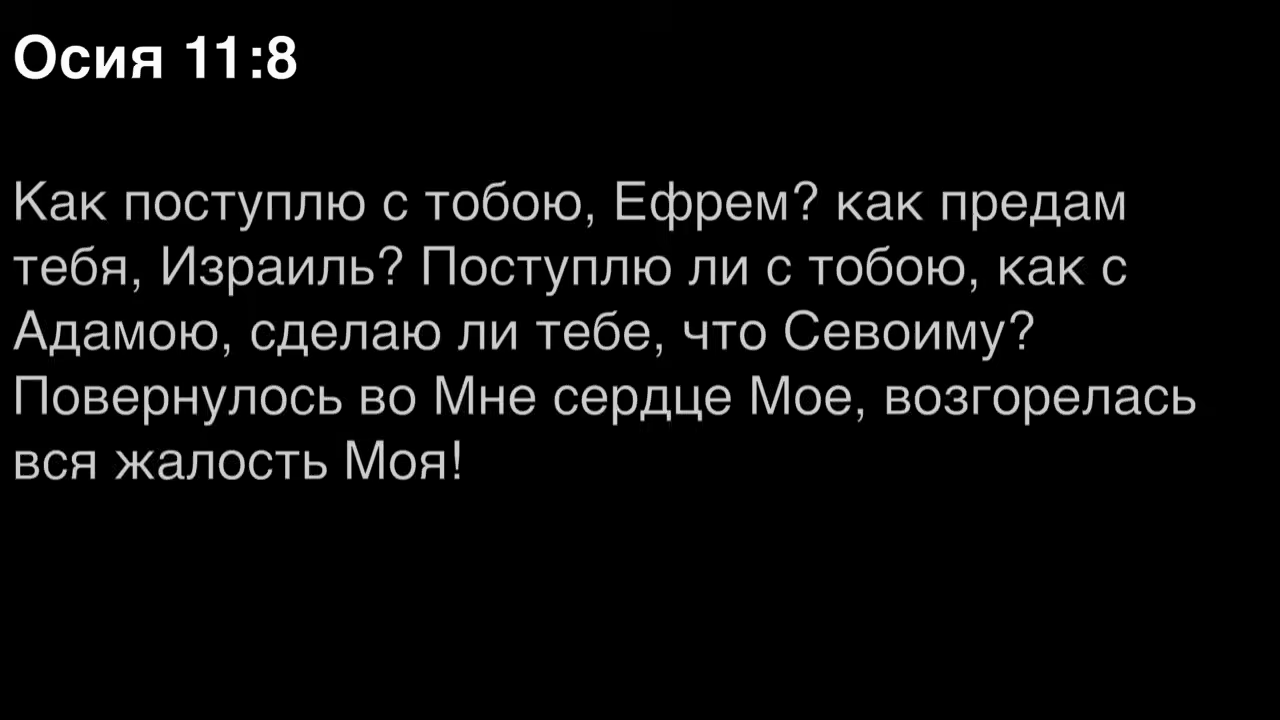 Осия 11:8
Как поступлю с тобою, Ефрем? как предам
тебя, Израиль? Поступлю ли с тобою, как с
Адамою, сделаю ли тебе, что Севоиму?
Повернулось во Мне сердце Мое, возгорелась
вся жалость Моя!